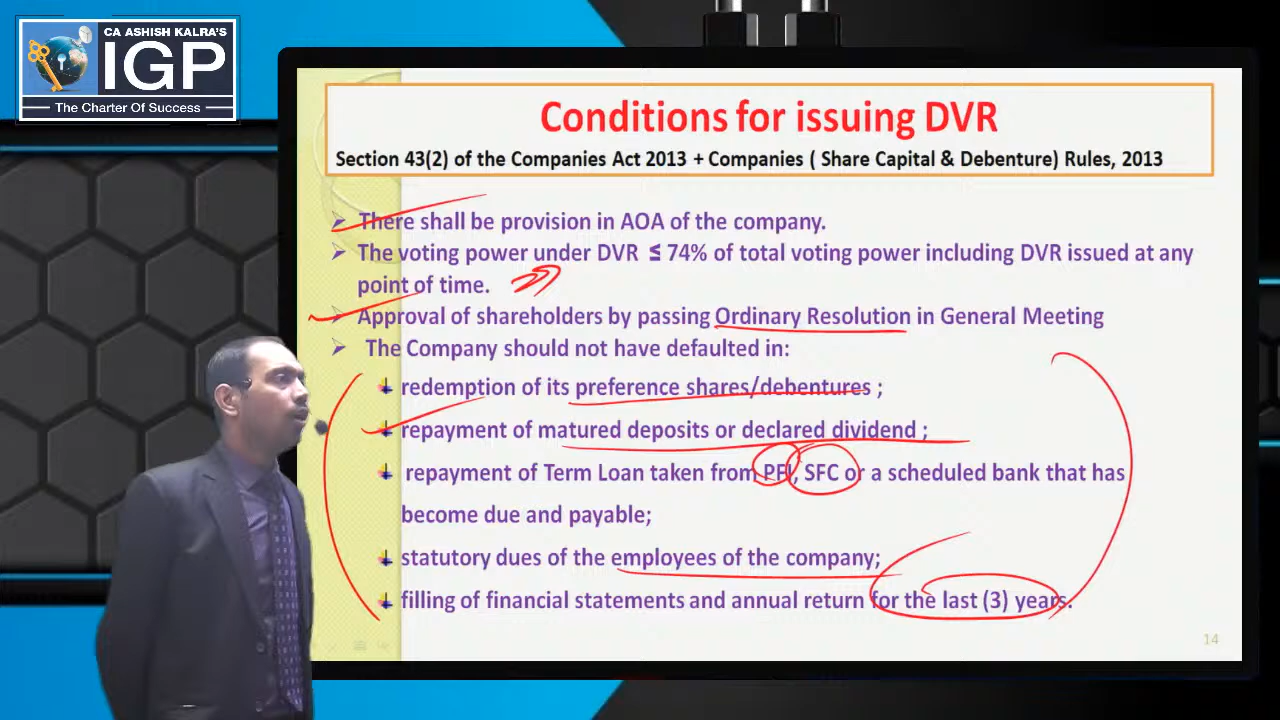 CA ASHISH KALRA'S
IGP
The Charter Of Success
Conditions for issuing DVR
Section 43(2) of the Companies Act 2013 + Companies ( Share Capital & Debenture) Rules, 2013
There shall be provision in AOA of the company.
The voting power under DVR ≤ 74% of total voting power including DVR issued at any
point of time.
Approval of shareholders by passing Ordinary Resolution in General Meeting
The Company should not have defaulted in:
redemption of its preference shares/debentures ;
repayment of matured deposits or declared dividend ;
repayment of Term Loan taken from PFI, SFC or a scheduled bank that has
become due and payable;
statutory dues of the employees of the company;
filling of financial statements and annual return for the last (3) years.
14